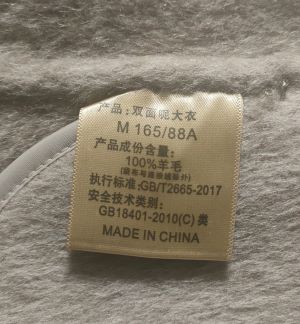 产品:双面呢大衣
M 165/88A
产品成份含量:
100%羊毛
执行标准:GB/T2665-2017
安全技术类别:
GB18401-2010(C)类
MADE IN CHINA